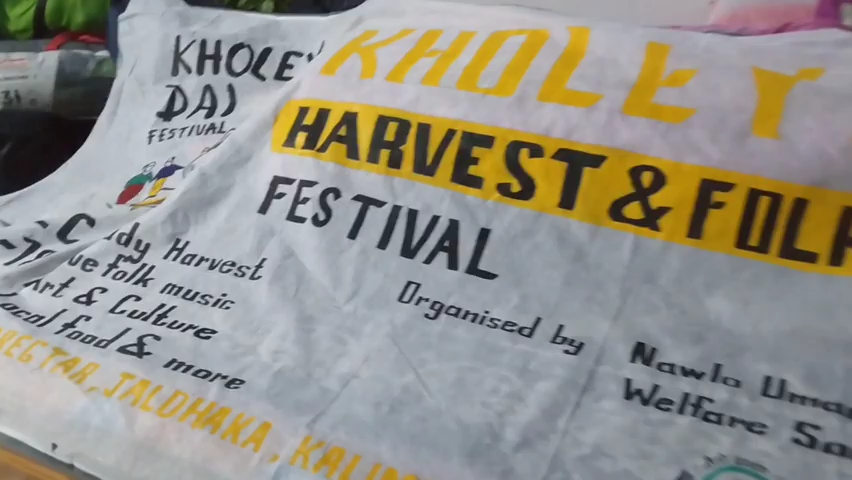 KHOLEY
DAI
FESTIVAL
Harvest
folk music
Art & Culture
Local food & more
JALDHAKA,
KHOLEY
HARVEST & FOLK
FESTIVAL
Organised by
Nawlo
Welfare